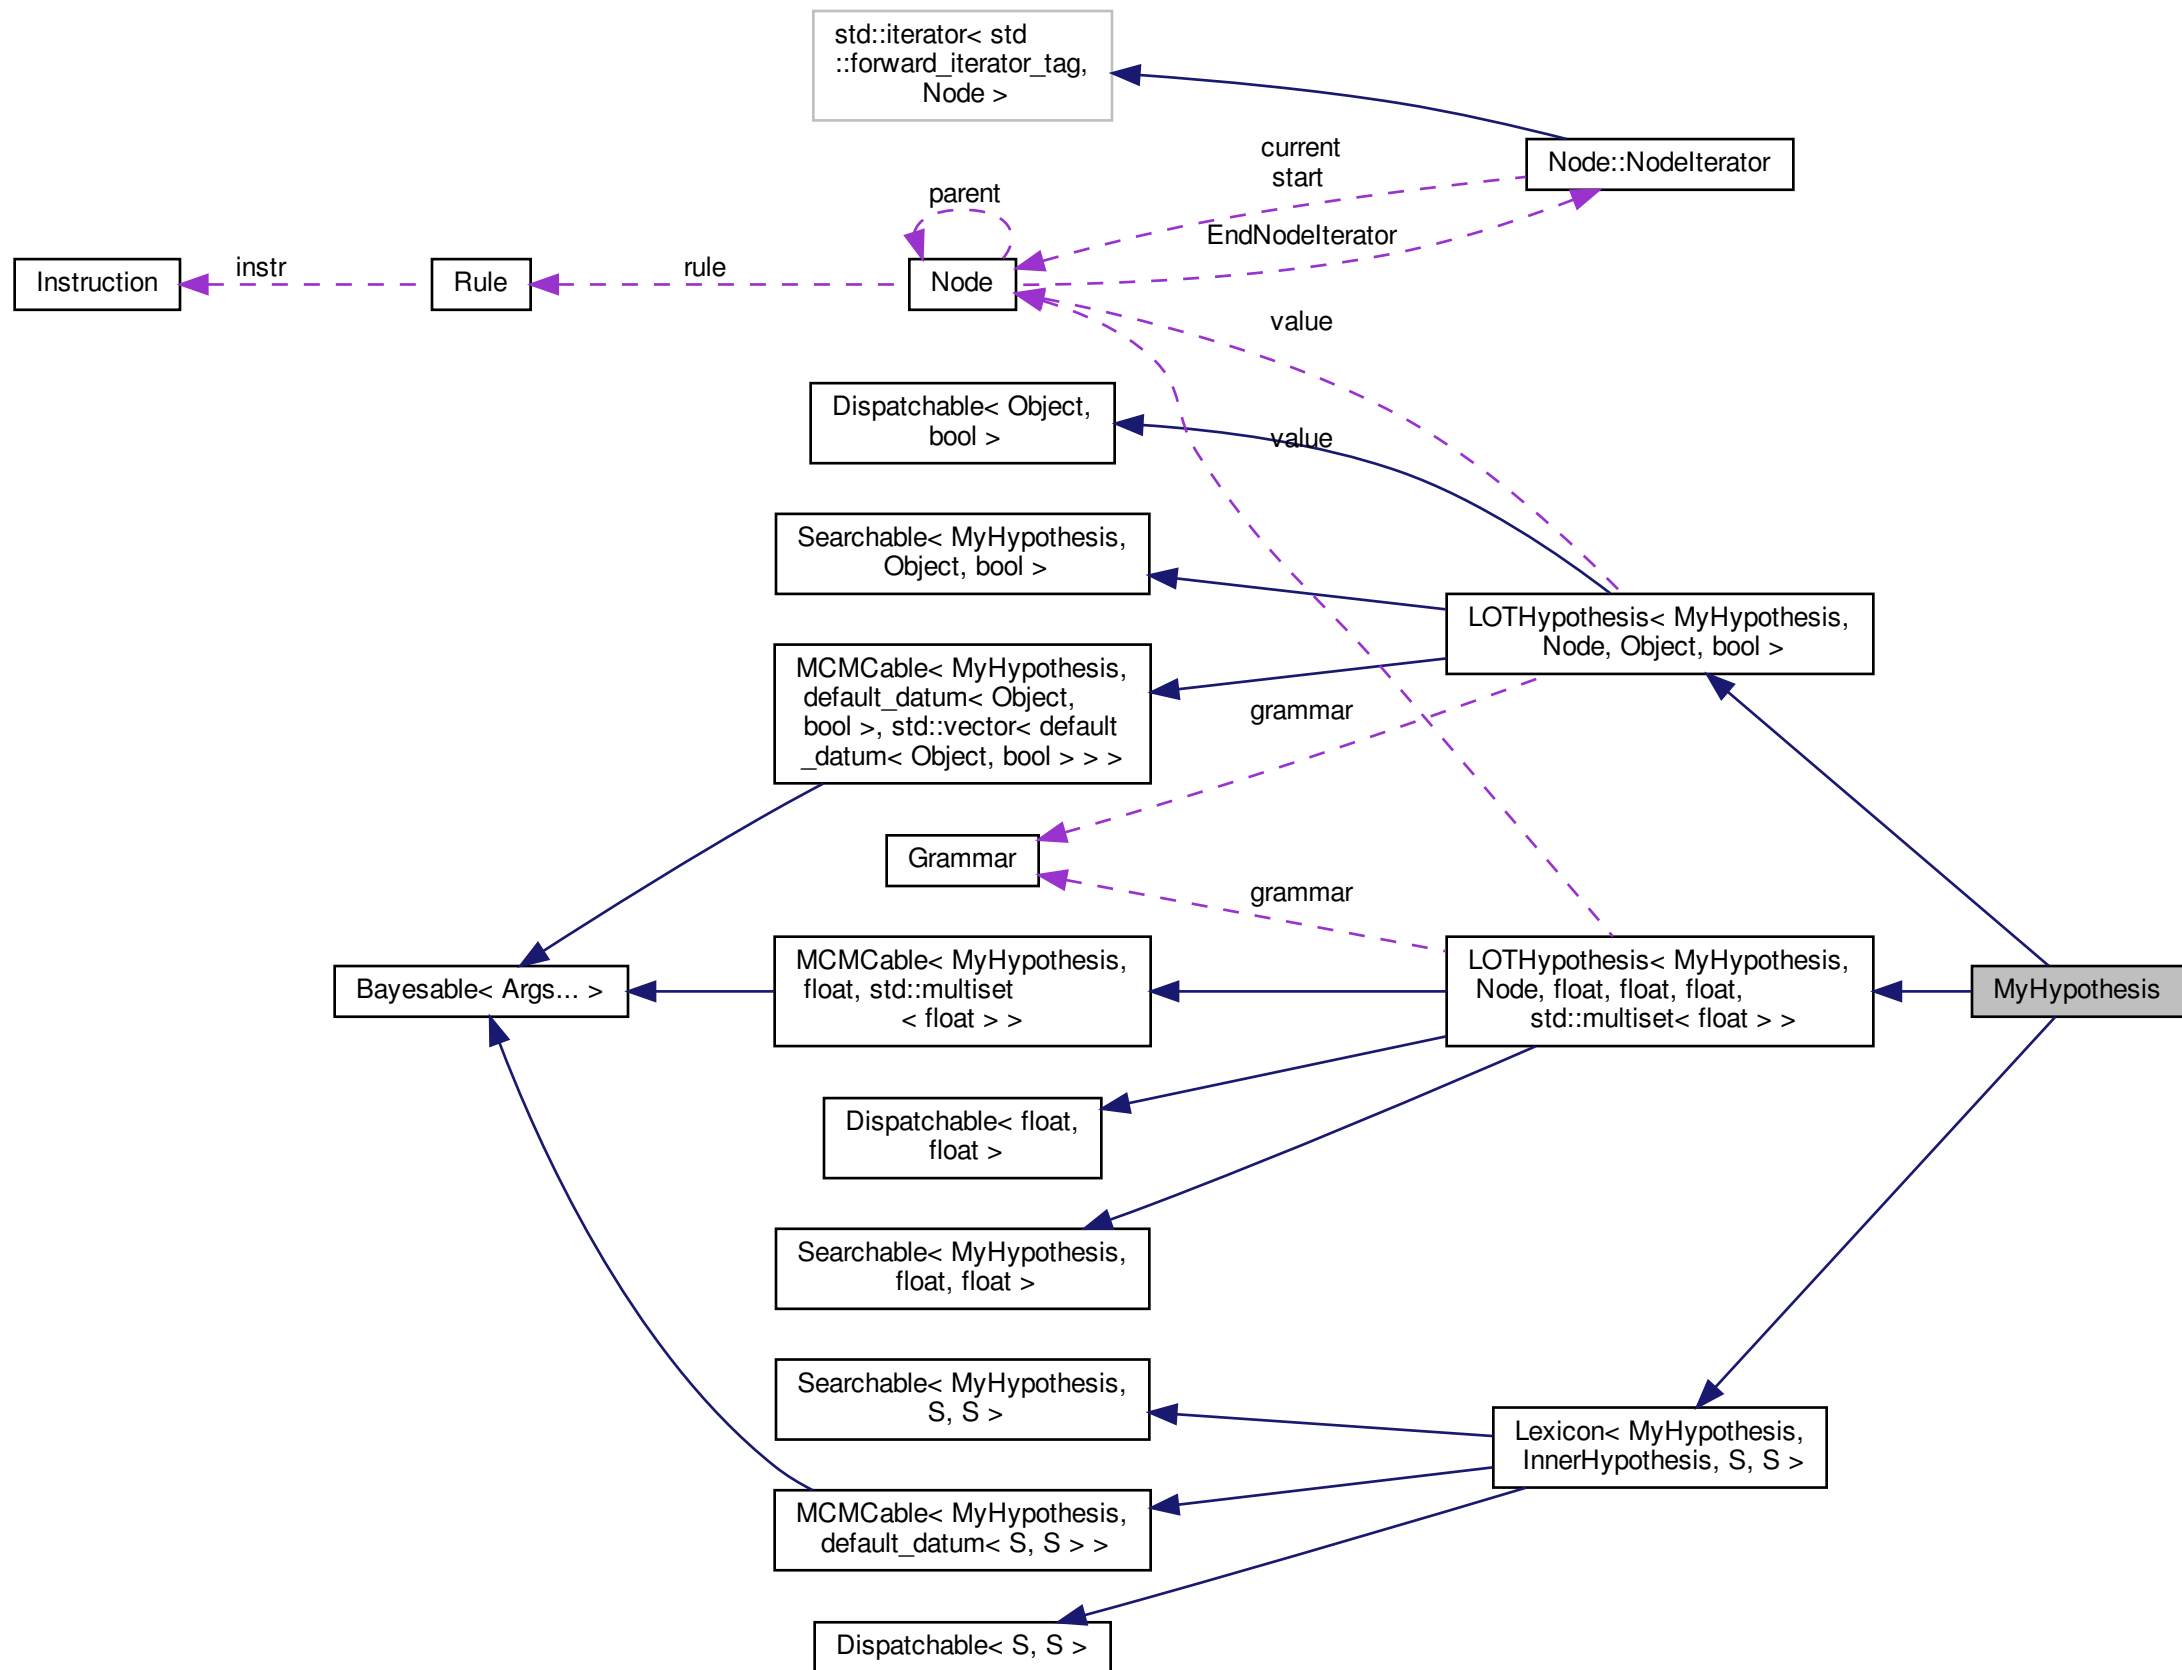 std::iterator< std
::forward_iterator_tag,
Node >
Node::NodeIterator
current
start
parent
EndNodeIterator
Instruction
instr
Rule
rule
Node
value
Dispatchable< Object,
bool >
value
Searchable< MyHypothesis,
Object, bool >
LOTHypothesis< MyHypothesis,
Node, Object, bool >
MCMCable< MyHypothesis,
default_datum< Object,
bool >, std::vector< default
_datum< Object, bool > > >
grammar
Grammar
grammar
Bayesable< Args... >
MCMCable< MyHypothesis,
float, std::multiset
< float > >
LOTHypothesis< MyHypothesis,
Node, float, float, float,
std::multiset< float > >
MyHypothesis
Dispatchable< float,
float >
Searchable< MyHypothesis,
float, float >
Searchable< MyHypothesis,
S, S >
Lexicon< MyHypothesis,
InnerHypothesis, S, S >
MCMCable< MyHypothesis,
default_datum< S, S > >
Dispatchable< S, S >